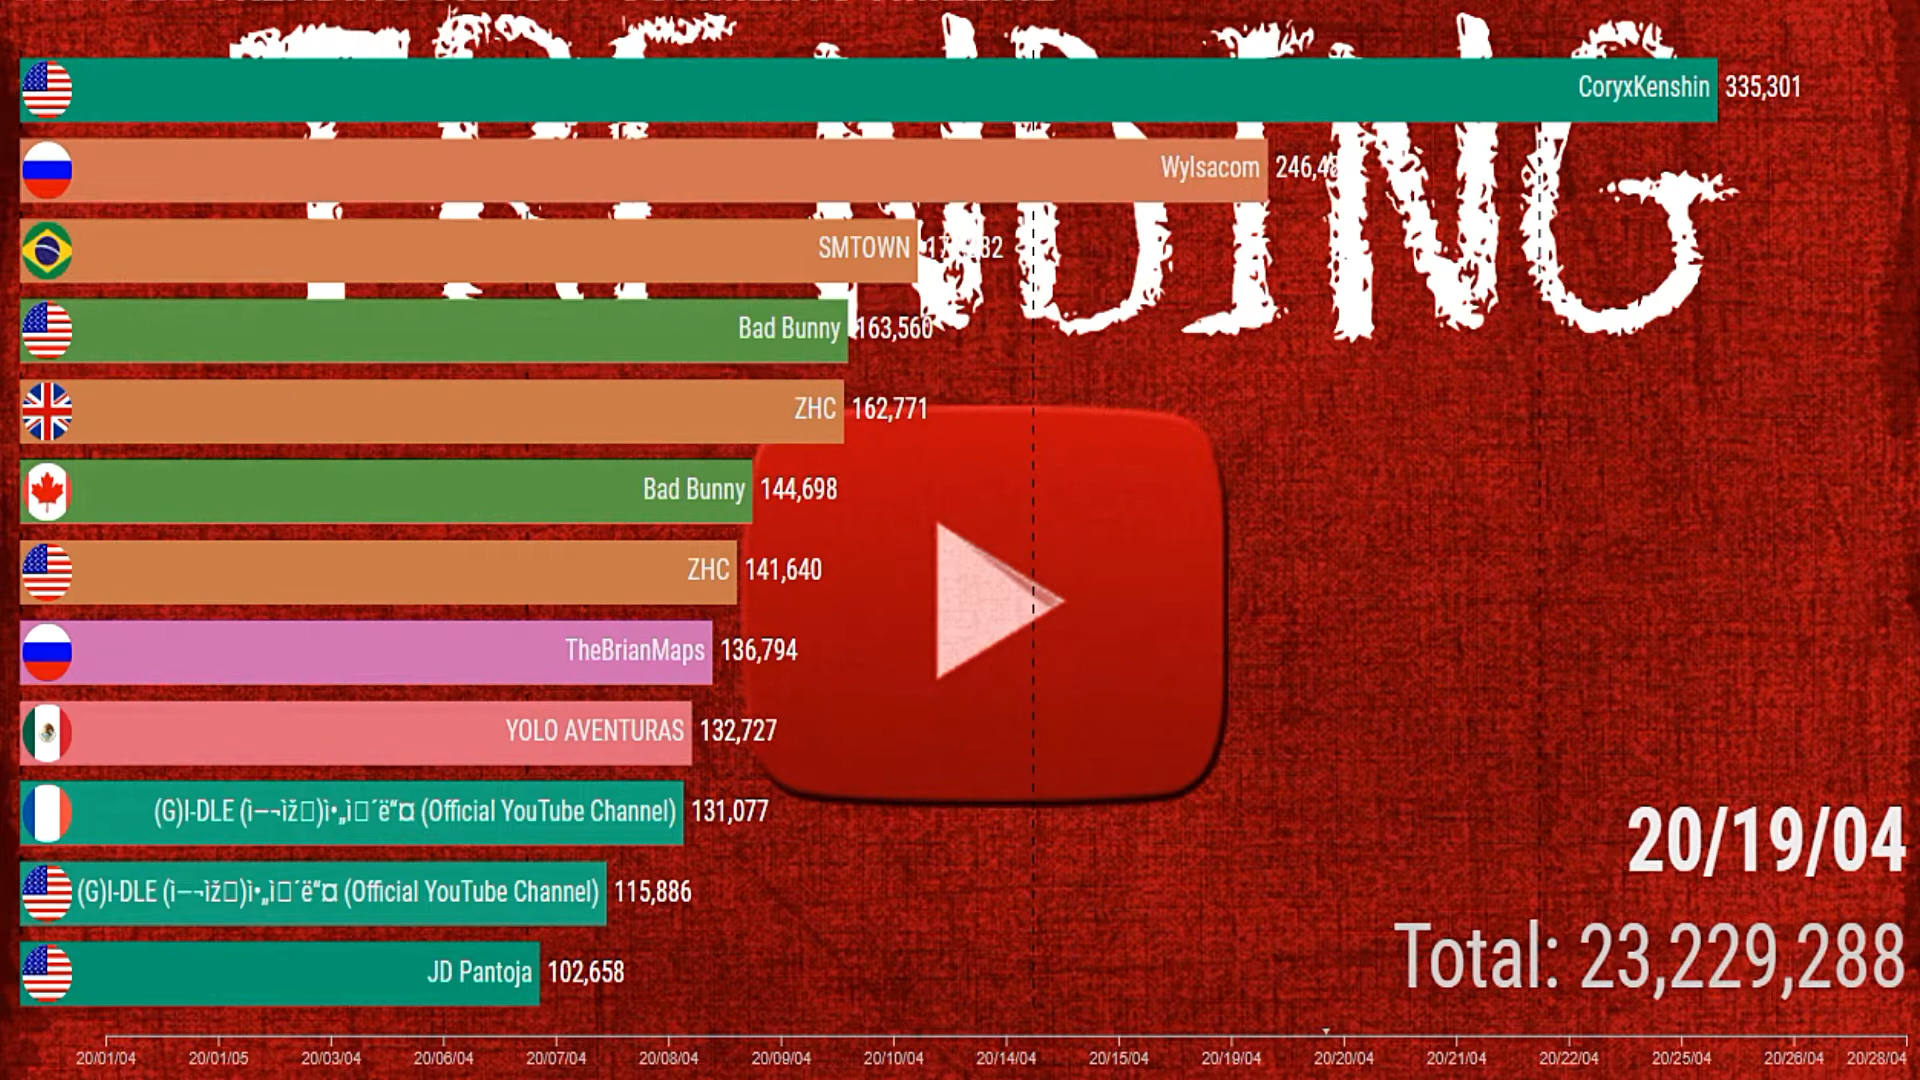 TRENDING
CoryxKenshin 335,301
Wylsacom
SMTOWN
Bad Bunny 163,560
ZHC 162,771
Bad Bunny 144,698
ZHC 141,640
TheBrianMaps 136,794
YOLO AVENTURAS 132,727
(G)I-DLE (ì—¬ìž□)ì•„ì□´ë“¤ (Official YouTube Channel) 131,077
(G)I-DLE (ì—¬ìž□)ì•„ì□´ë“¤ (Official YouTube Channel) 115,886
JD Pantoja 102,658
20/19/04
Total: 23,229,288
20/01/04 20/01/05 20/03/04 20/06/04 20/07/04 20/08/04 20/09/04 20/10/04 20/14/04 20/15/04 20/19/04 20/20/04 20/21/04 20/22/04 20/25/04 20/26/04 20/28/04